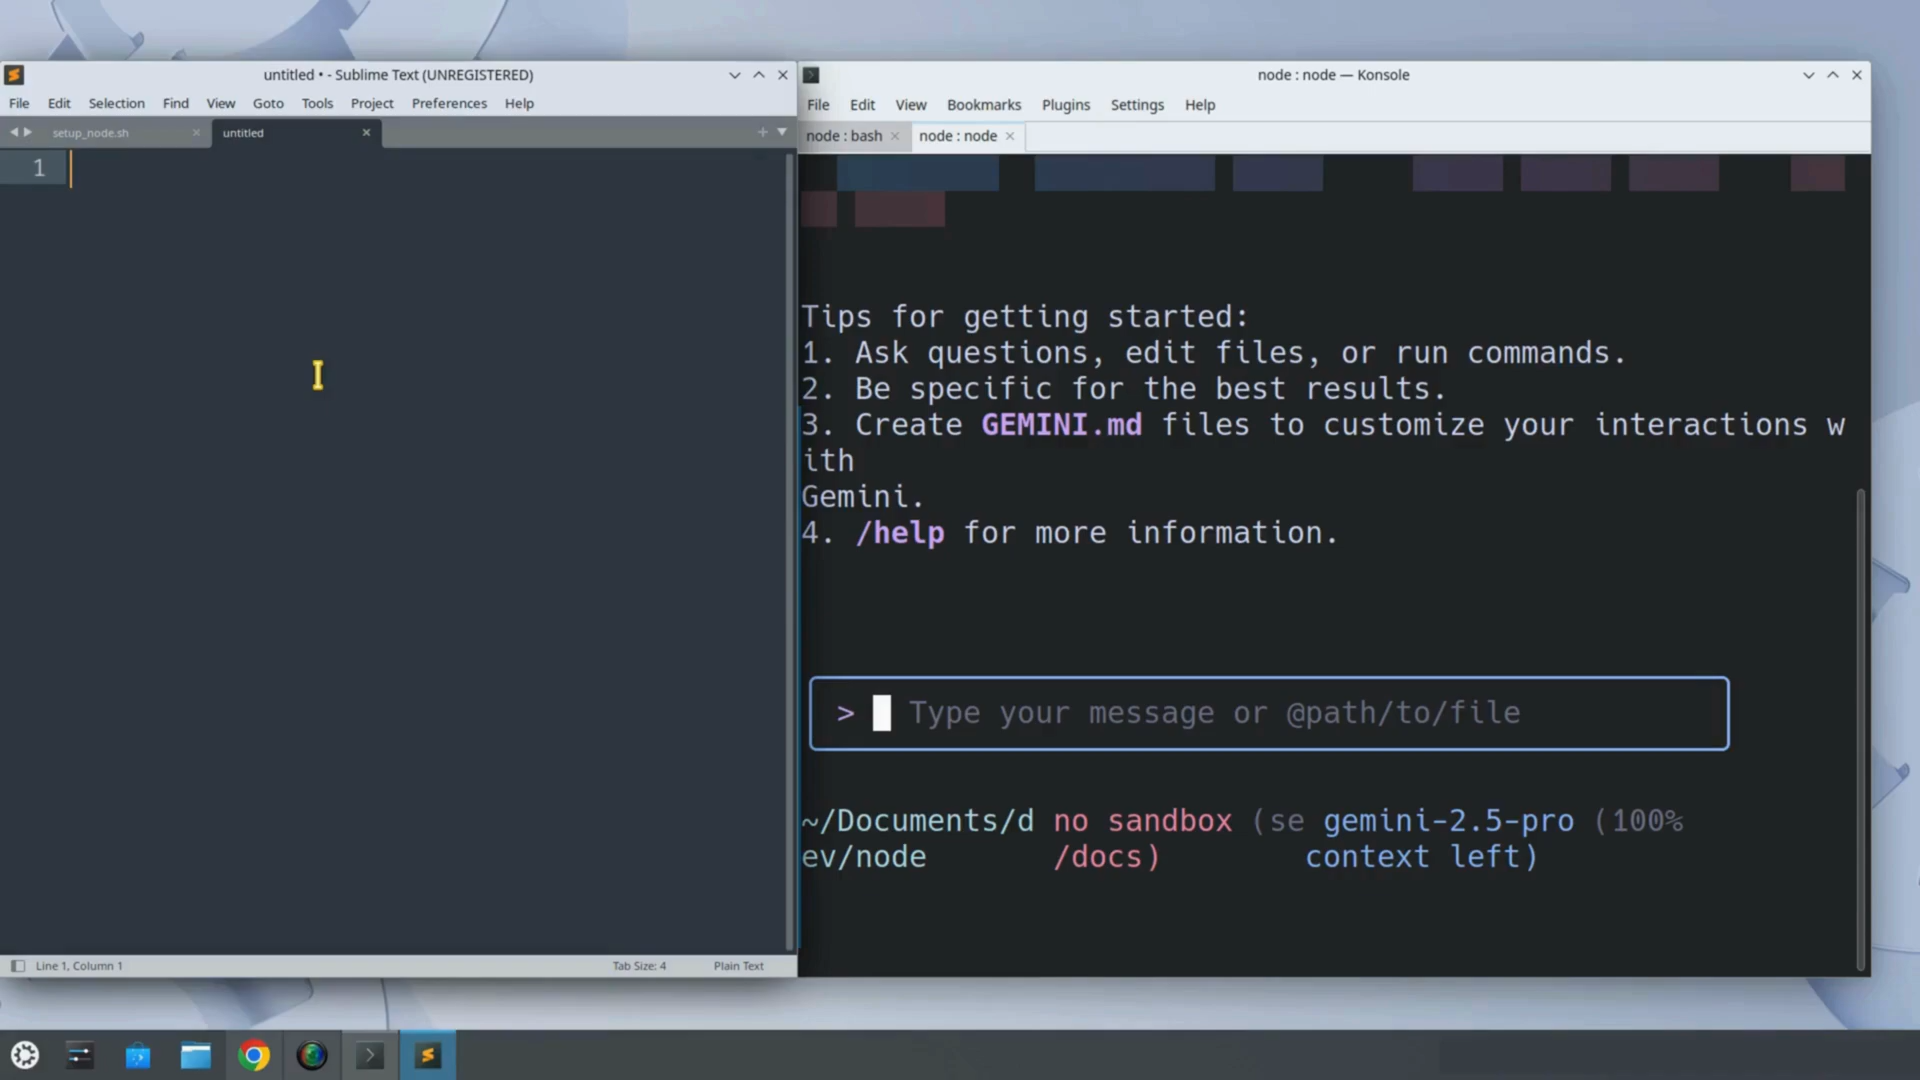 untitled • - Sublime Text (UNREGISTERED)
File Edit Selection Find View Goto Tools Project Preferences Help
setup_node.sh untitled
1
Line 1, Column 1 Tab Size: 4 Plain Text
node : node — Konsole
File Edit View Bookmarks Plugins Settings Help
node : bash node : node
Tips for getting started:
1. Ask questions, edit files, or run commands.
2. Be specific for the best results.
3. Create GEMINI.md files to customize your interactions w
ith
Gemini.
4. /help for more information.
> Type your message or @path/to/file
~/Documents/d no sandbox (se gemini-2.5-pro (100%
ev/node /docs) context left)